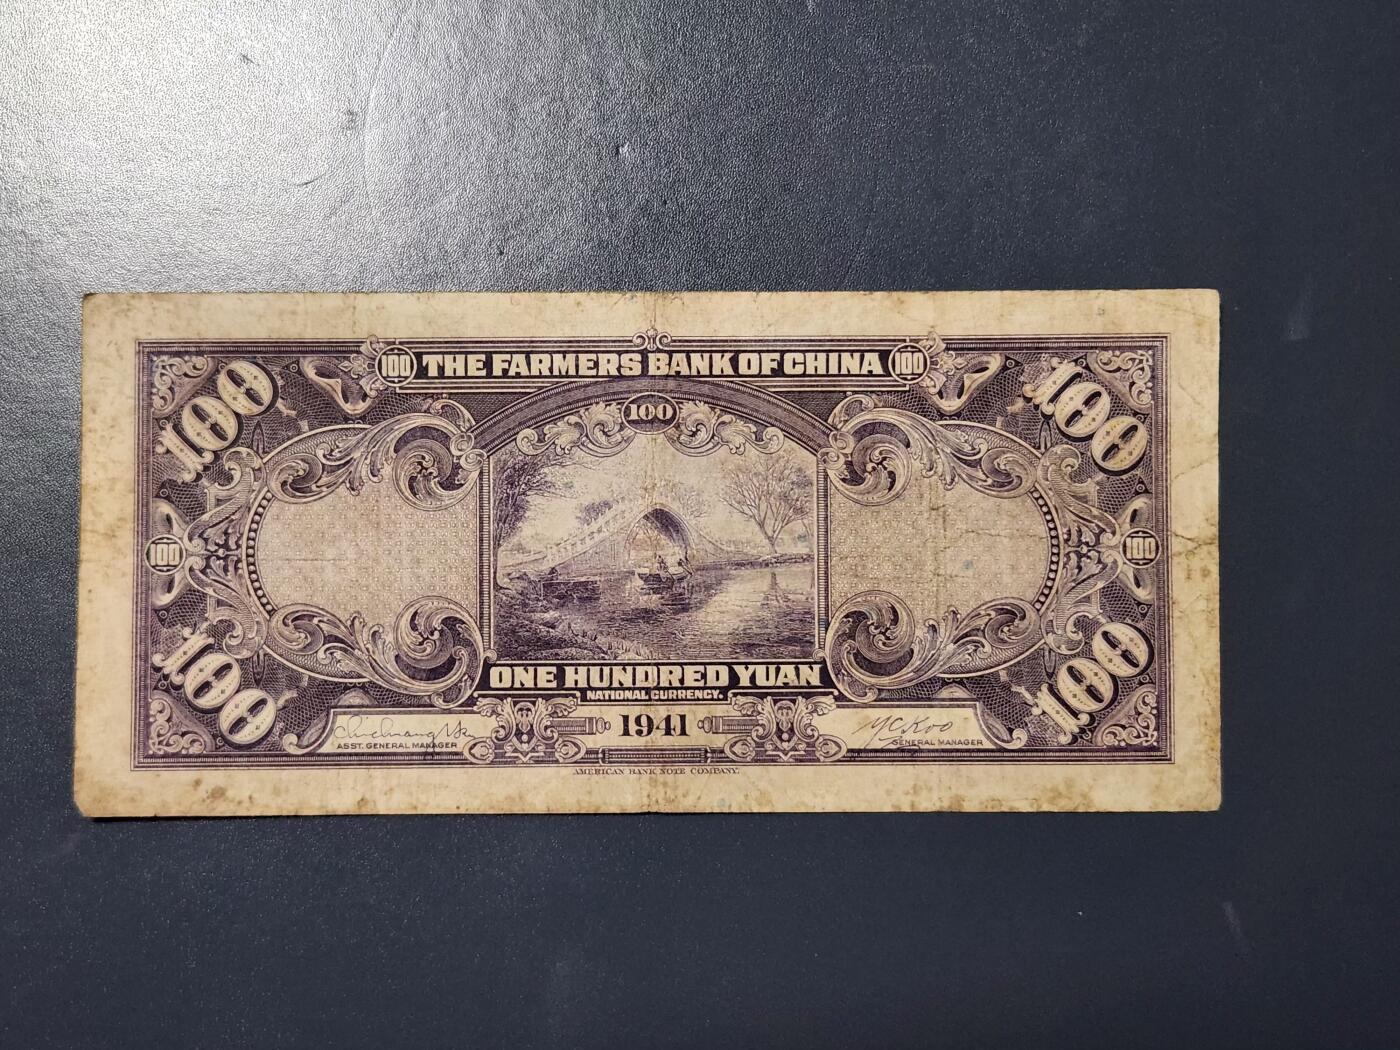 100 THE FARMERS BANK OF CHINA 100
100 100 100
100 100
ONE HUNDRED YUAN
NATIONAL CURRENCY.
100 1941 100
ASST. GENERAL MANAGER
Y C Koo
GENERAL MANAGER
AMERICAN BANK NOTE COMPANY.